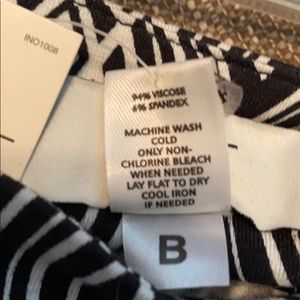 INO1008
94% VISCOSE
6% SPANDEX
MACHINE WASH
COLD
ONLY NON-
CHLORINE BLEACH
WHEN NEEDED
LAY FLAT TO DRY
COOL IRON
IF NEEDED
B